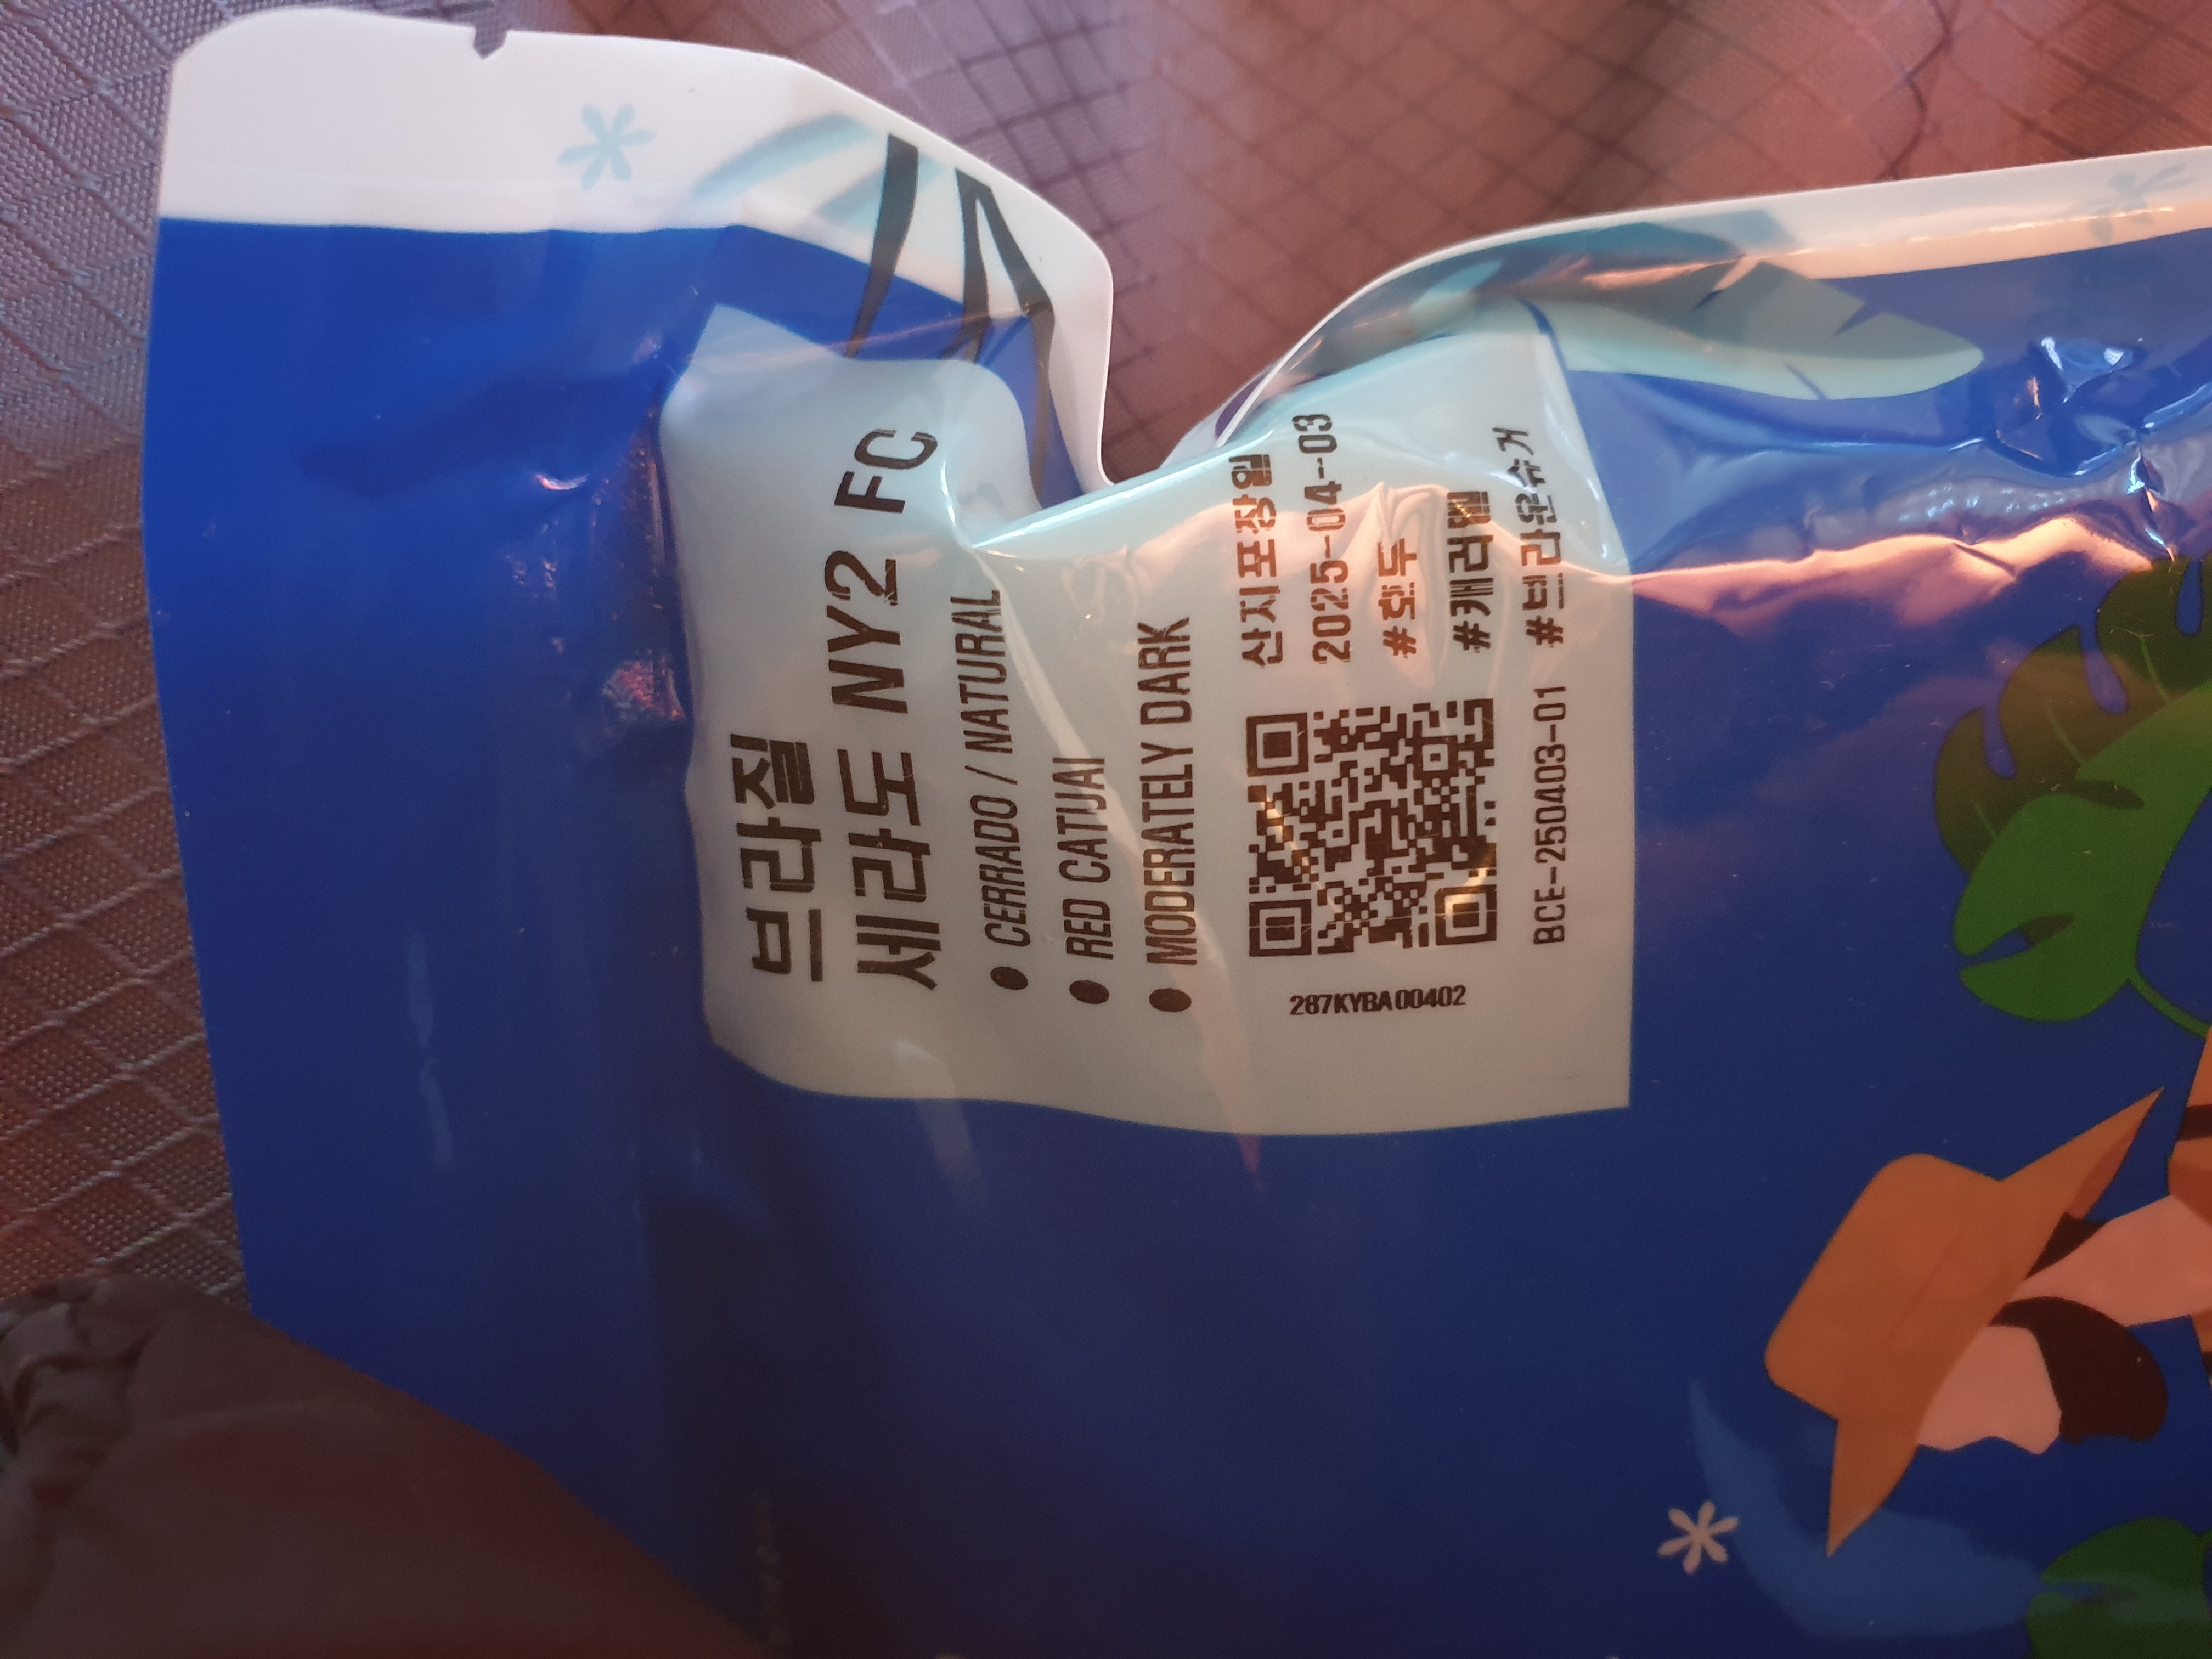 브라질
세라도 NY2 FC
CERRADO / NATURAL
RED CATUAI
MODERATELY DARK
산지포장일
2025-04-03
#호두
#캐러멜
#브라운슈거
287KYBA00402
BCE-250403-01